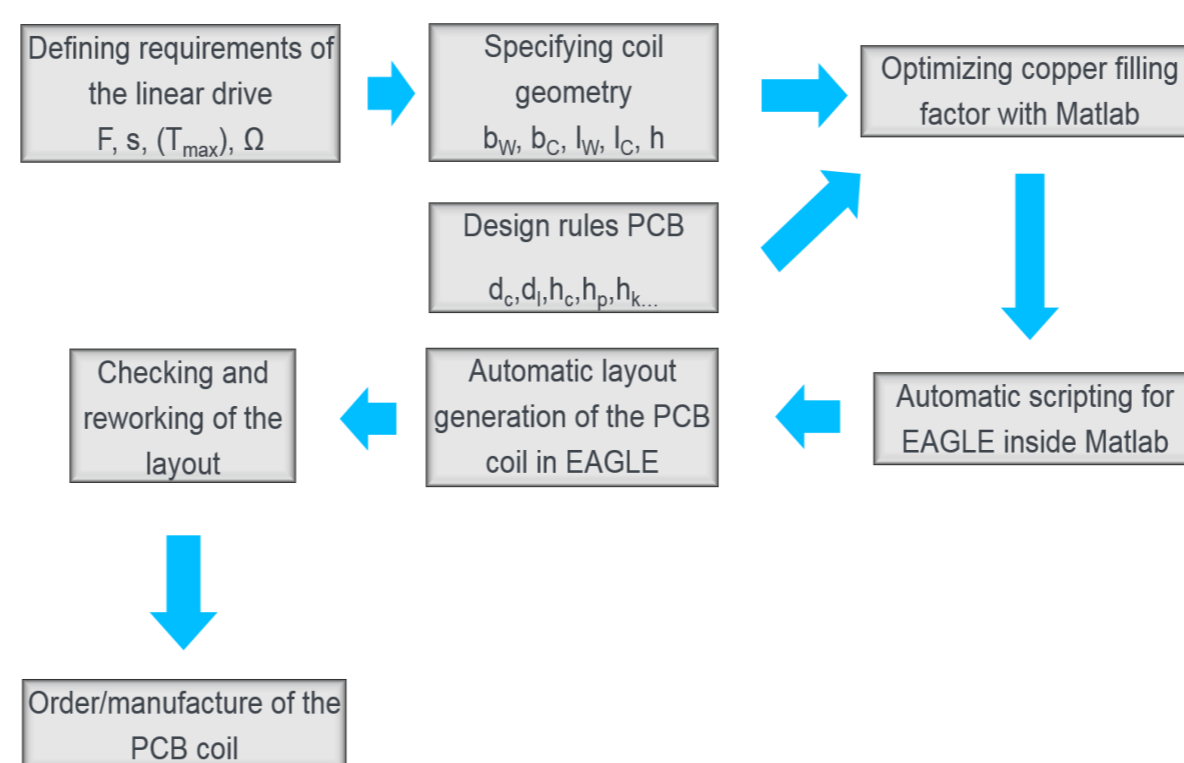 Defining requirements of
the linear drive
F, s, (Tmax), Ω
Specifying coil
geometry
bW, bC, lW, lC, h
Optimizing copper filling
factor with Matlab
Design rules PCB
dc,dl,hc,hp,hk...
Automatic scripting for
EAGLE inside Matlab
Automatic layout
generation of the PCB
coil in EAGLE
Checking and
reworking of the
layout
Order/manufacture of the
PCB coil